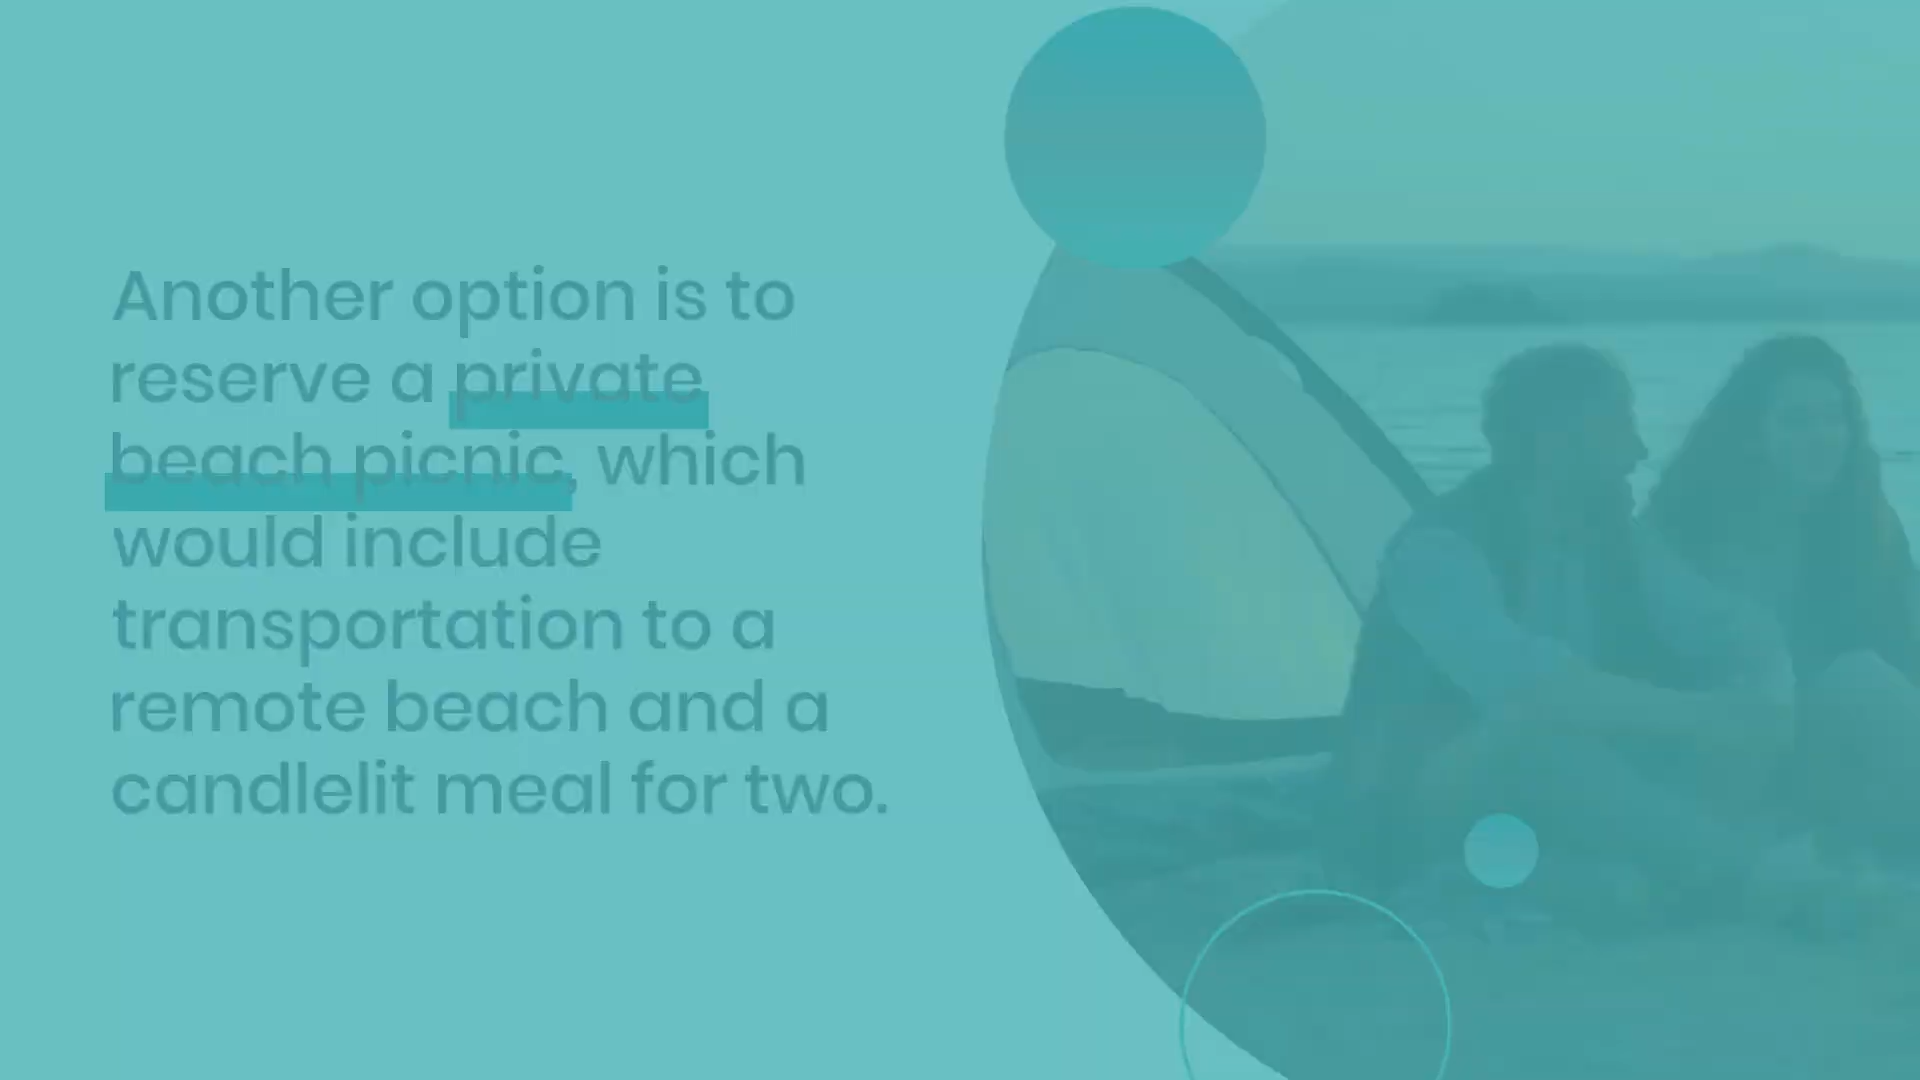 Another option is to
reserve a private
beach picnic, which
would include
transportation to a
remote beach and a
candlelit meal for two.